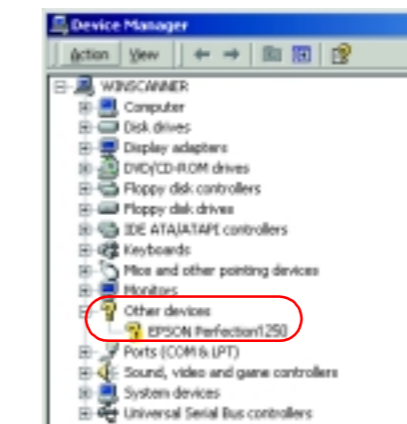 Device Manager
Action View
WINSCANNER
Computer
Disk drives
Display adapters
DVD/CD-ROM drives
Floppy disk controllers
Floppy disk drives
IDE ATA/ATAPI controllers
Keyboards
Mice and other pointing devices
Monitors
Other devices
EPSON Perfection1250
Ports (COM & LPT)
Sound, video and game controllers
System devices
Universal Serial Bus controllers